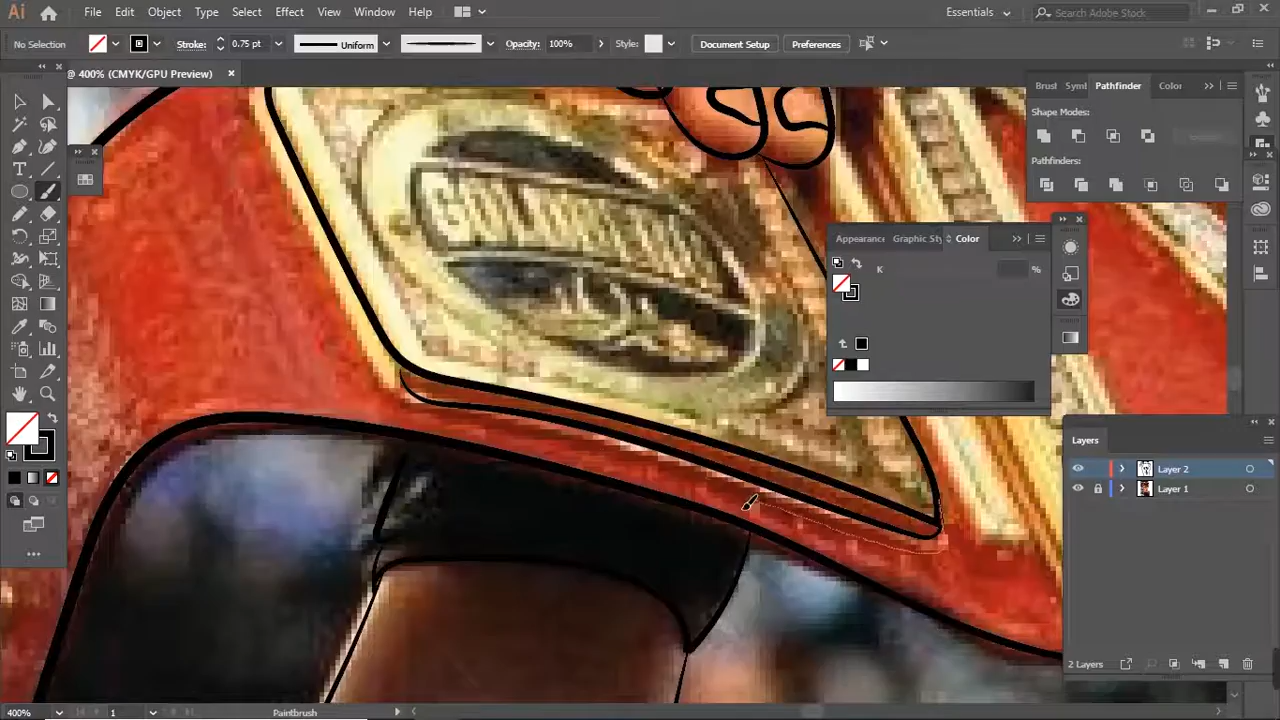 Ai File Edit Object Type Select Effect View Window Help Essentials Search Adobe Stock
No Selection Stroke: 0.75 pt Uniform Opacity: 100% Style: Document Setup Preferences
@ 400% (CMYK/GPU Preview)
Brush Symb Pathfinder Color
Shape Modes:
Pathfinders:
Appearance Graphic Sty Color
K %
Layers
Layer 2
Layer 1
2 Layers
400% 1 Paintbrush